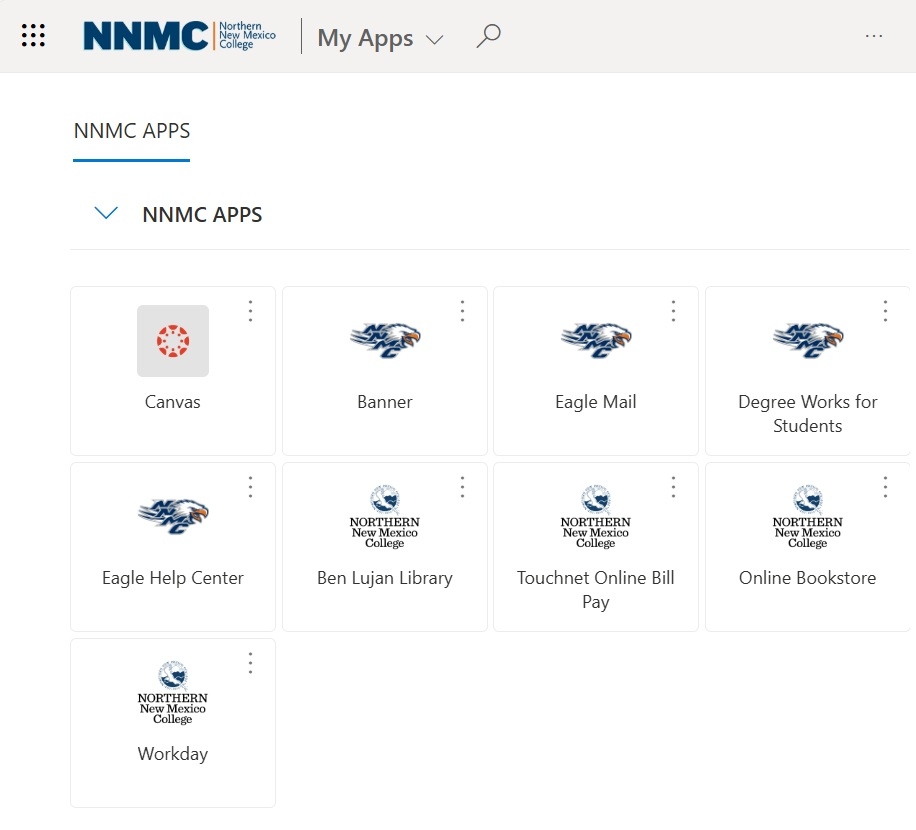 NNMC
Northern
New Mexico
College
My Apps
NNMC APPS
NNMC APPS
Canvas
Banner
Eagle Mail
Degree Works for
Students
NORTHERN
New Mexico
College
NORTHERN
New Mexico
College
NORTHERN
New Mexico
College
Eagle Help Center
Ben Lujan Library
Touchnet Online Bill
Pay
Online Bookstore
NORTHERN
New Mexico
College
Workday